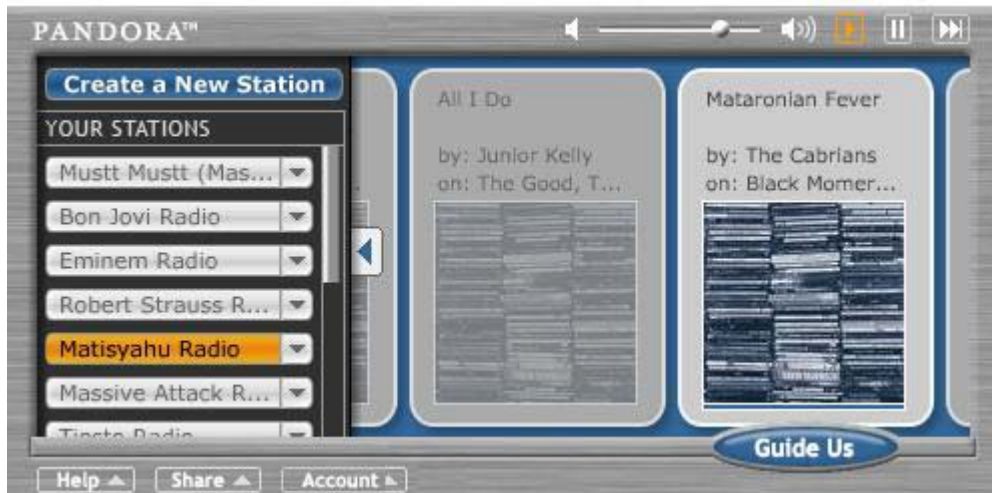 PANDORA™
Create a New Station
YOUR STATIONS
Mustt Mustt (Mas...
Bon Jovi Radio
Eminem Radio
Robert Strauss R...
Matisyahu Radio
Massive Attack R...
Tiesto Radio
All I Do
by: Junior Kelly
on: The Good, T...
Mataronian Fever
by: The Cabrians
on: Black Momer...
Guide Us
Help
Share
Account